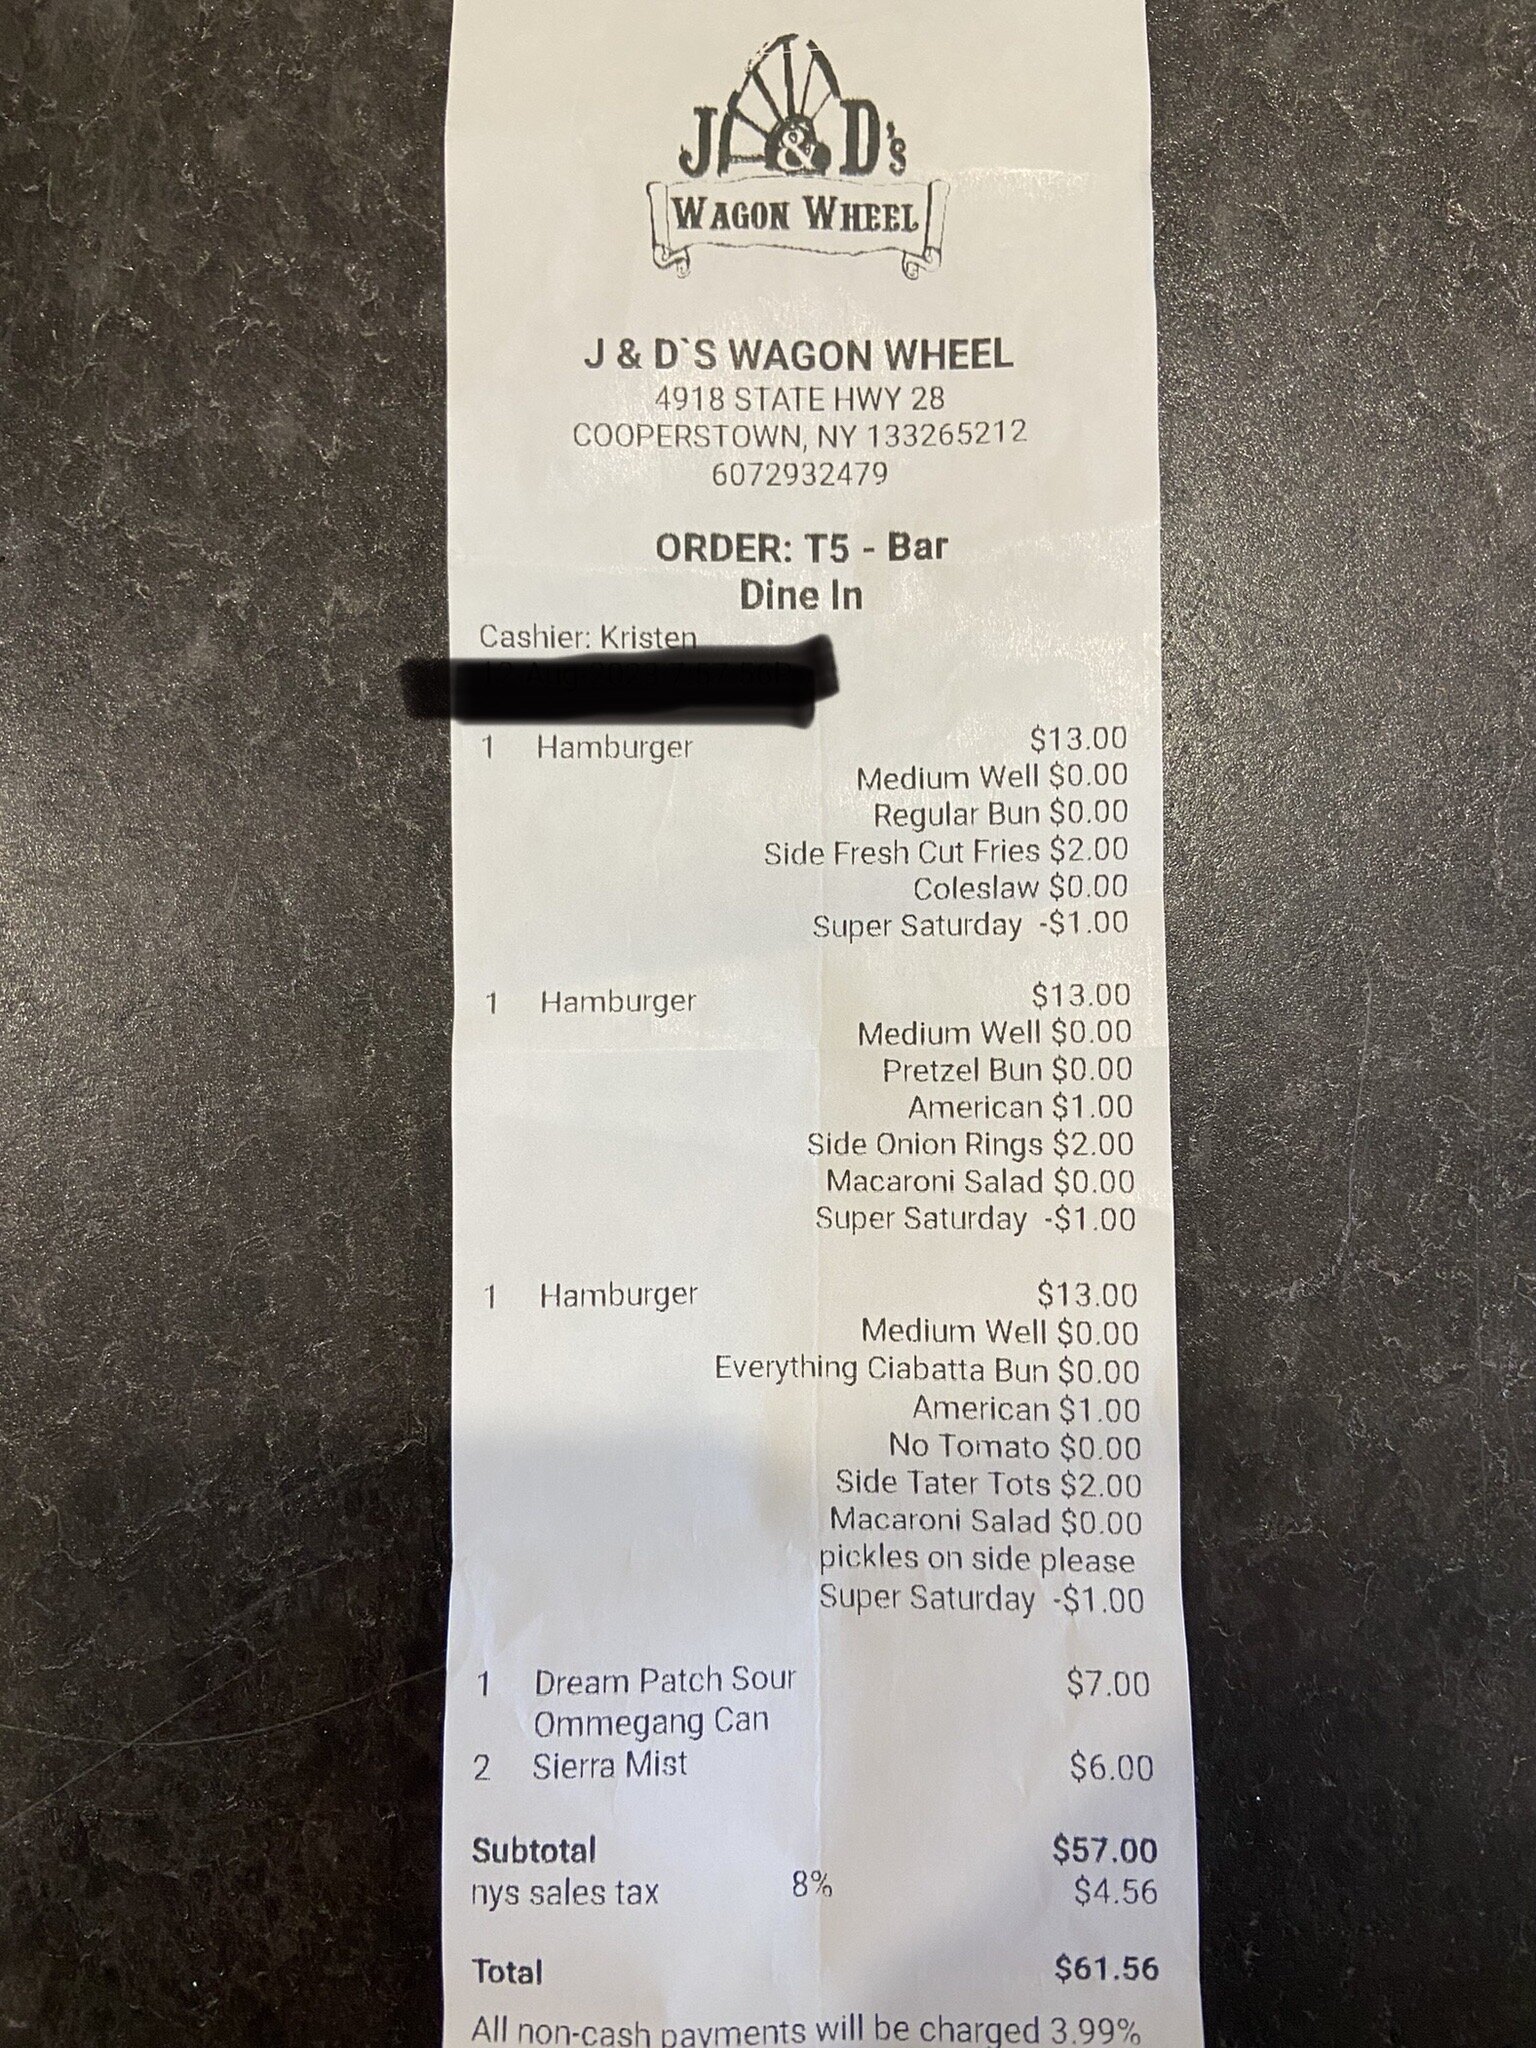 J & D's
WAGON WHEEL
J & D`S WAGON WHEEL
4918 STATE HWY 28
COOPERSTOWN, NY 133265212
6072932479
ORDER: T5 - Bar
Dine In
Cashier: Kristen
1 Hamburger $13.00
Medium Well $0.00
Regular Bun $0.00
Side Fresh Cut Fries $2.00
Coleslaw $0.00
Super Saturday -$1.00
1 Hamburger $13.00
Medium Well $0.00
Pretzel Bun $0.00
American $1.00
Side Onion Rings $2.00
Macaroni Salad $0.00
Super Saturday -$1.00
1 Hamburger $13.00
Medium Well $0.00
Everything Ciabatta Bun $0.00
American $1.00
No Tomato $0.00
Side Tater Tots $2.00
Macaroni Salad $0.00
pickles on side please
Super Saturday -$1.00
1 Dream Patch Sour $7.00
Ommegang Can
2 Sierra Mist $6.00
Subtotal $57.00
nys sales tax 8% $4.56
Total $61.56
All non-cash payments will be charged 3.99%